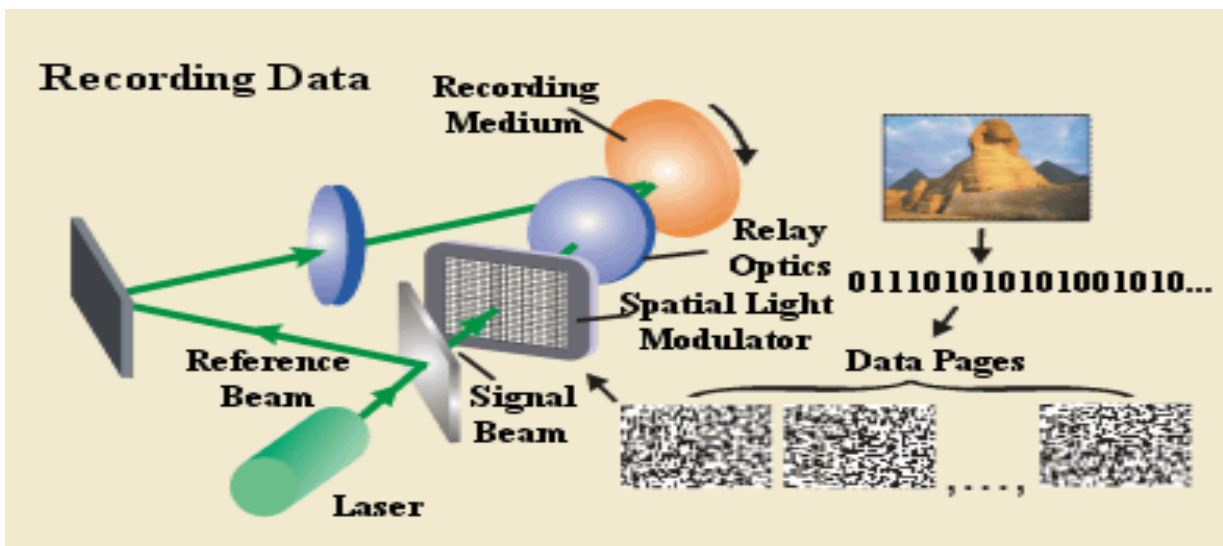 Recording Data
Recording
Medium
Relay
Optics
011101010101001010...
Spatial Light
Modulator
Data Pages
Reference
Beam
Signal
Beam
Laser
,...,